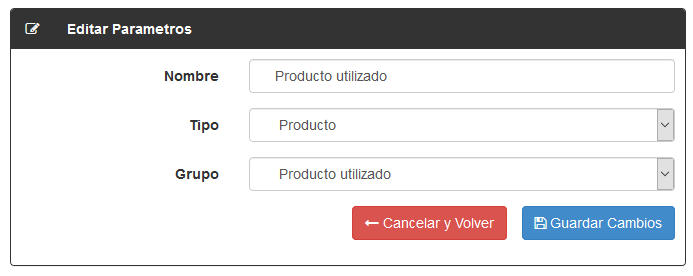 Editar Parametros
Nombre Producto utilizado
Tipo Producto
Grupo Producto utilizado
Cancelar y Volver Guardar Cambios